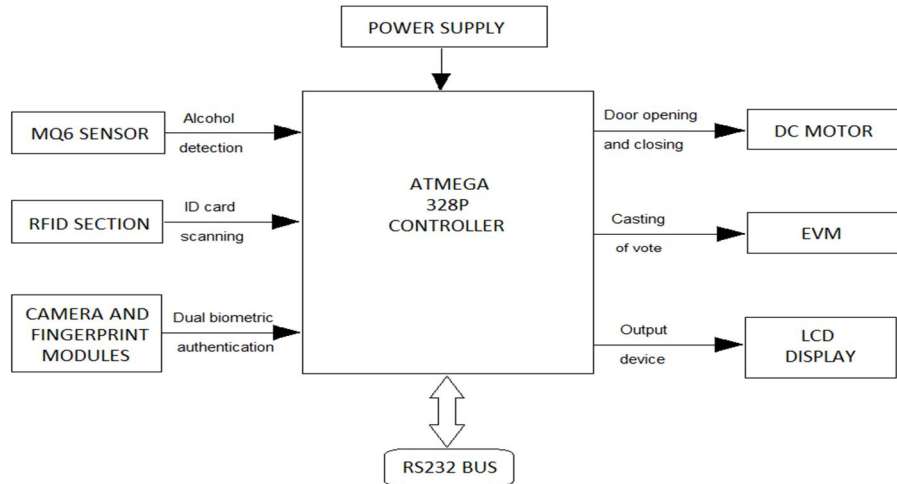 POWER SUPPLY
MQ6 SENSOR
Alcohol
detection
RFID SECTION
ID card
scanning
CAMERA AND
FINGERPRINT
MODULES
Dual biometric
authentication
ATMEGA
328P
CONTROLLER
Door opening
and closing
DC MOTOR
Casting
of vote
EVM
Output
device
LCD
DISPLAY
RS232 BUS